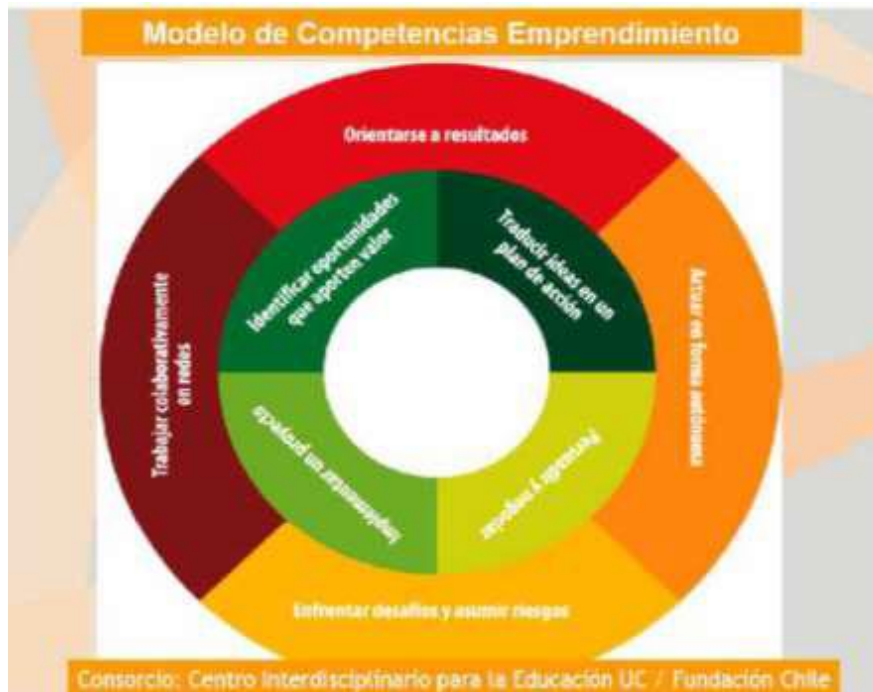 Modelo de Competencias Emprendimiento
Orientarse a resultados
Identificar oportunidades
que aporten valor
Traducir ideas en un
plan de acción
Trabajar colaborativamente
en redes
Actuar en forma autónoma
Implementar un proyecto
Persuadir y negociar
Enfrentar desafíos y asumir riesgos
Consorcio: Centro Interdisciplinario para la Educación UC / Fundación Chile